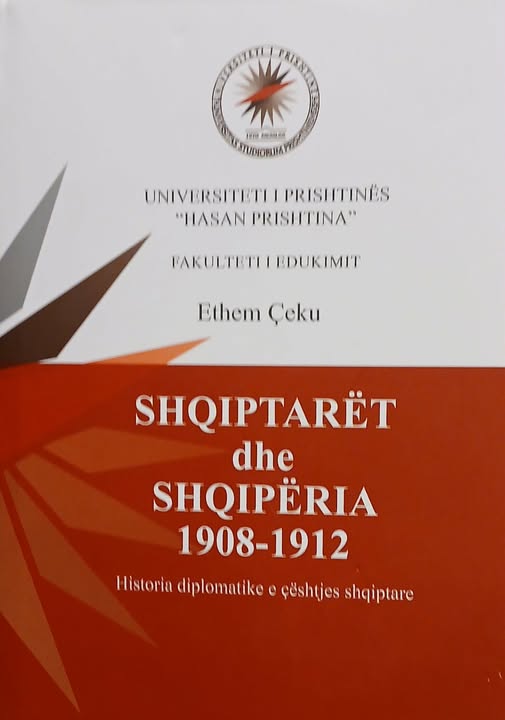 UNIVERSITETI I PRISHTINËS
"HASAN PRISHTINA"
FAKULTETI I EDUKIMIT
Ethem Çeku
SHQIPTARËT
dhe
SHQIPËRIA
1908-1912
Historia diplomatike e çështjes shqiptare